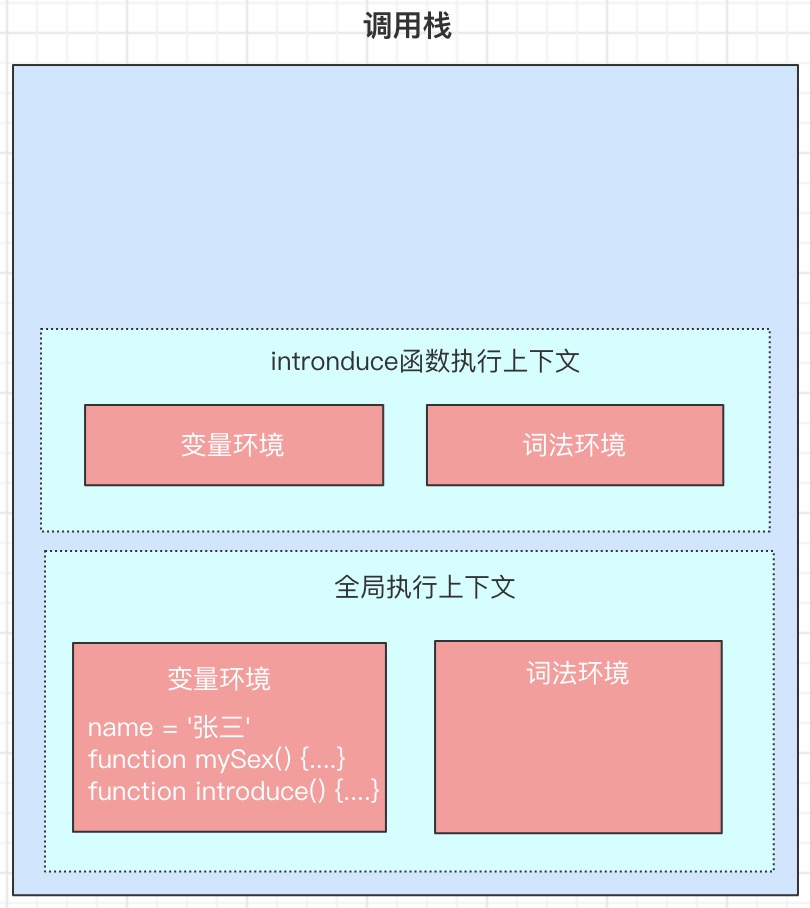 调用栈
intronduce函数执行上下文
变量环境
词法环境
全局执行上下文
变量环境
name = '张三'
function mySex() {....}
function introduce() {....}
词法环境